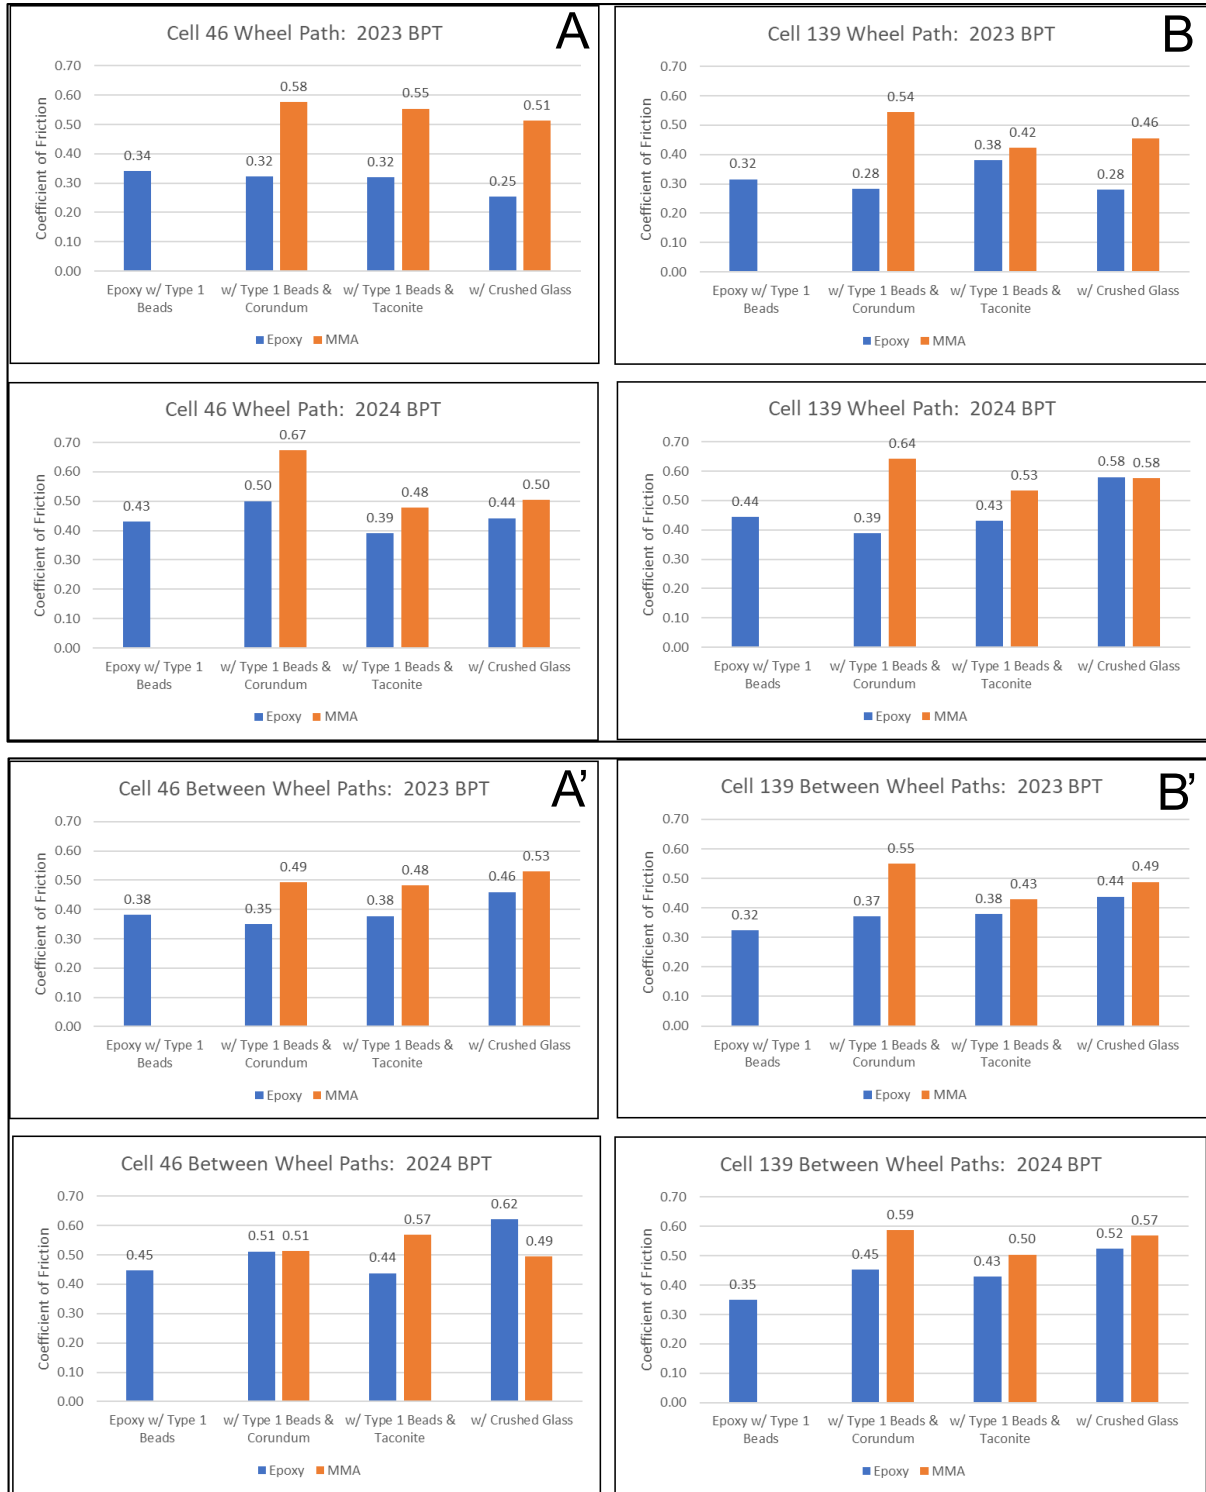 Cell 46 Wheel Path:  2023 BPT
A
Coefficient of Friction
0.70
0.60
0.50
0.40
0.30
0.20
0.10
0.00
0.34
0.32
0.58
0.32
0.55
0.25
0.51
Epoxy w/ Type 1
Beads
w/ Type 1 Beads &
Corundum
w/ Type 1 Beads &
Taconite
w/ Crushed Glass
Epoxy
MMA
Cell 139 Wheel Path:  2023 BPT
B
Coefficient of Friction
0.70
0.60
0.50
0.40
0.30
0.20
0.10
0.00
0.32
0.28
0.54
0.38
0.42
0.28
0.46
Epoxy w/ Type 1
Beads
w/ Type 1 Beads &
Corundum
w/ Type 1 Beads &
Taconite
w/ Crushed Glass
Epoxy
MMA
Cell 46 Wheel Path:  2024 BPT
Coefficient of Friction
0.70
0.60
0.50
0.40
0.30
0.20
0.10
0.00
0.43
0.50
0.67
0.39
0.48
0.44
0.50
Epoxy w/ Type 1
Beads
w/ Type 1 Beads &
Corundum
w/ Type 1 Beads &
Taconite
w/ Crushed Glass
Epoxy
MMA
Cell 139 Wheel Path:  2024 BPT
Coefficient of Friction
0.70
0.60
0.50
0.40
0.30
0.20
0.10
0.00
0.44
0.39
0.64
0.43
0.53
0.58
0.58
Epoxy w/ Type 1
Beads
w/ Type 1 Beads &
Corundum
w/ Type 1 Beads &
Taconite
w/ Crushed Glass
Epoxy
MMA
Cell 46 Between Wheel Paths:  2023 BPT
A'
Coefficient of Friction
0.70
0.60
0.50
0.40
0.30
0.20
0.10
0.00
0.38
0.35
0.49
0.38
0.48
0.46
0.53
Epoxy w/ Type 1
Beads
w/ Type 1 Beads &
Corundum
w/ Type 1 Beads &
Taconite
w/ Crushed Glass
Epoxy
MMA
Cell 139 Between Wheel Paths:  2023 BPT
B'
Coefficient of Friction
0.70
0.60
0.50
0.40
0.30
0.20
0.10
0.00
0.32
0.37
0.55
0.38
0.43
0.44
0.49
Epoxy w/ Type 1
Beads
w/ Type 1 Beads &
Corundum
w/ Type 1 Beads &
Taconite
w/ Crushed Glass
Epoxy
MMA
Cell 46 Between Wheel Paths:  2024 BPT
Coefficient of Friction
0.70
0.60
0.50
0.40
0.30
0.20
0.10
0.00
0.45
0.51
0.51
0.44
0.57
0.62
0.49
Epoxy w/ Type 1
Beads
w/ Type 1 Beads &
Corundum
w/ Type 1 Beads &
Taconite
w/ Crushed Glass
Epoxy
MMA
Cell 139 Between Wheel Paths:  2024 BPT
Coefficient of Friction
0.70
0.60
0.50
0.40
0.30
0.20
0.10
0.00
0.35
0.45
0.59
0.43
0.50
0.52
0.57
Epoxy w/ Type 1
Beads
w/ Type 1 Beads &
Corundum
w/ Type 1 Beads &
Taconite
w/ Crushed Glass
Epoxy
MMA